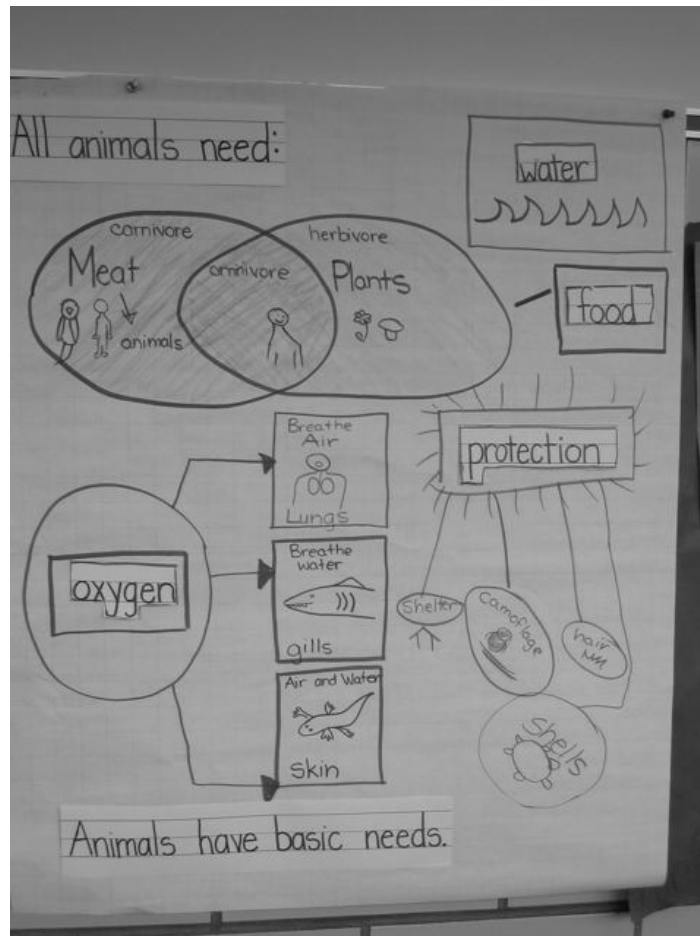 All animals need:
water
carnivore
herbivore
Meat
omnivore
Plants
animals
food
Breathe
Air
Lungs
protection
oxygen
Breathe
water
gills
Shelter
camoflage
hair
Air and Water
skin
Shells
Animals have basic needs.